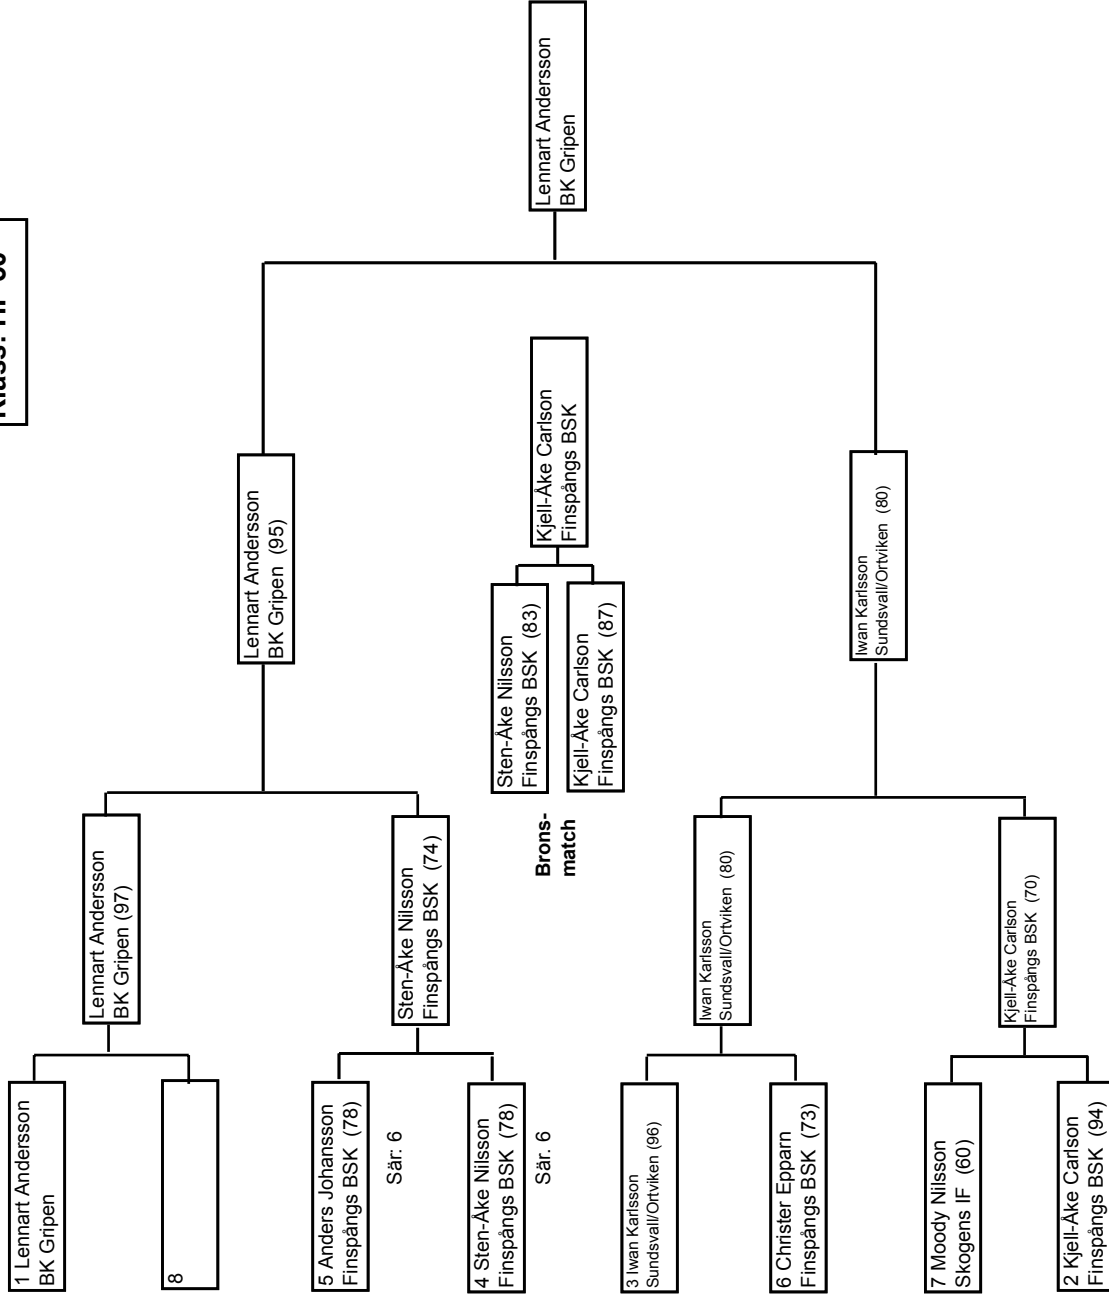 1 Lennart Andersson
BK Gripen
8
5 Anders Johansson
Finspångs BSK (78)
Sär: 6
4 Sten-Åke Nilsson
Finspångs BSK (78)
Sär. 6
3 Iwan Karlsson
Sundsvall/Ortviken (96)
6 Christer Epparn
Finspångs BSK (73)
7 Moody Nilsson
Skogens IF (60)
2 Kjell-Åke Carlson
Finspångs BSK (94)
Lennart Andersson
BK Gripen (97)
Sten-Åke Nilsson
Finspångs BSK (74)
Iwan Karlsson
Sundsvall/Ortviken (80)
Kjell-Åke Carlson
Finspångs BSK (70)
Lennart Andersson
BK Gripen (95)
Iwan Karlsson
Sundsvall/Ortviken (80)
Brons-
match
Sten-Åke Nilsson
Finspångs BSK (83)
Kjell-Åke Carlson
Finspångs BSK (87)
Kjell-Åke Carlson
Finspångs BSK
Lennart Andersson
BK Gripen